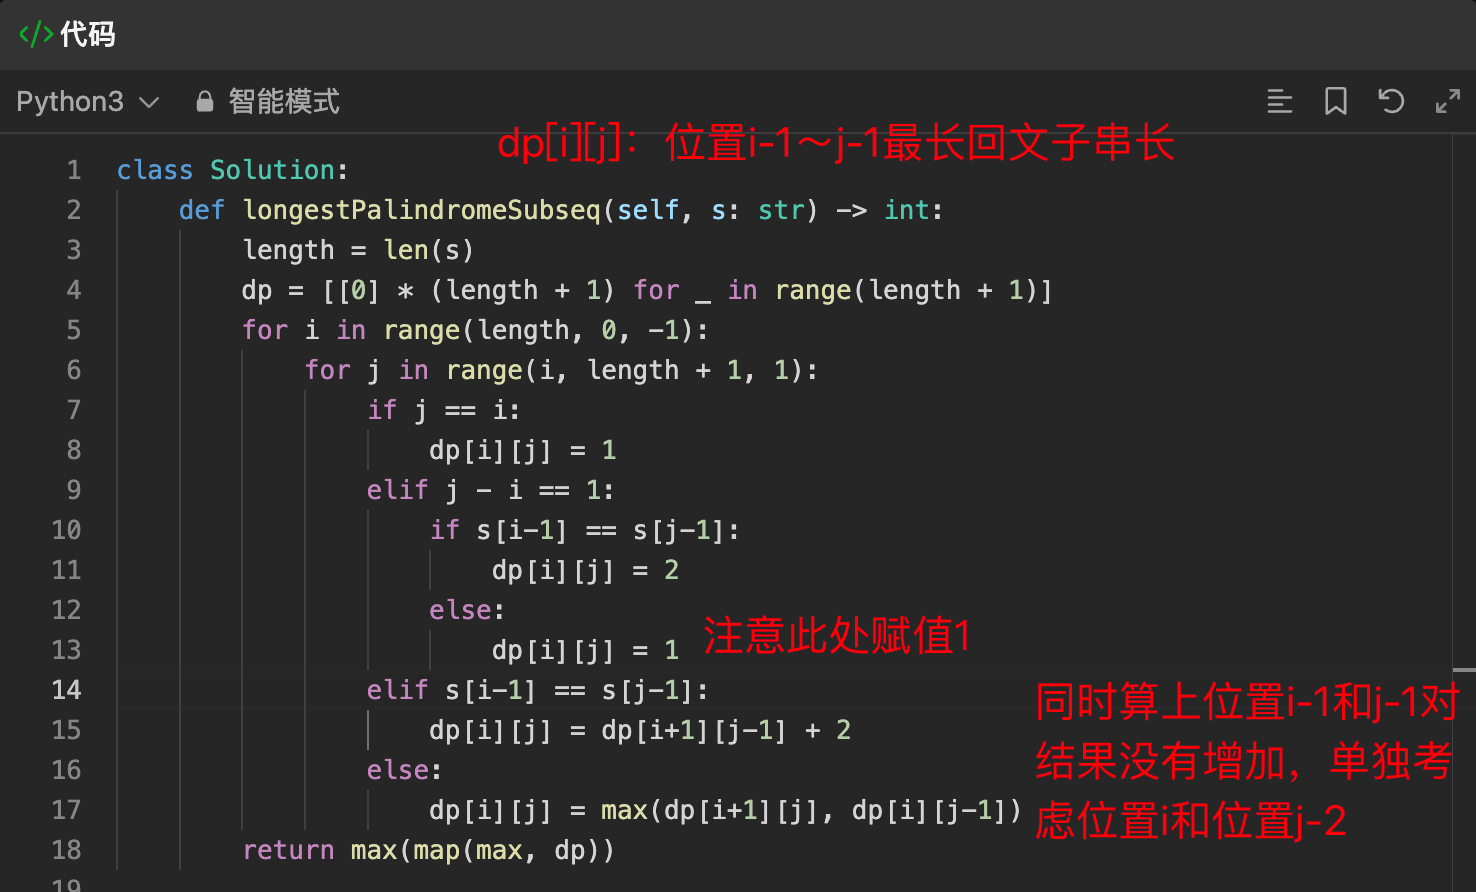 </> 代码
Python3 智能模式
dp[i][j]：位置i-1～j-1最长回文子串长
1 class Solution:
2 def longestPalindromeSubseq(self, s: str) -> int:
3 length = len(s)
4 dp = [[0] * (length + 1) for _ in range(length + 1)]
5 for i in range(length, 0, -1):
6 for j in range(i, length + 1, 1):
7 if j == i:
8 dp[i][j] = 1
9 elif j - i == 1:
10 if s[i-1] == s[j-1]:
11 dp[i][j] = 2
12 else:
13 dp[i][j] = 1 注意此处赋值1
14 elif s[i-1] == s[j-1]:
15 dp[i][j] = dp[i+1][j-1] + 2
16 else:
17 dp[i][j] = max(dp[i+1][j], dp[i][j-1])
18 return max(map(max, dp))
19
同时算上位置i-1和j-1对
结果没有增加，单独考
虑位置i和位置j-2